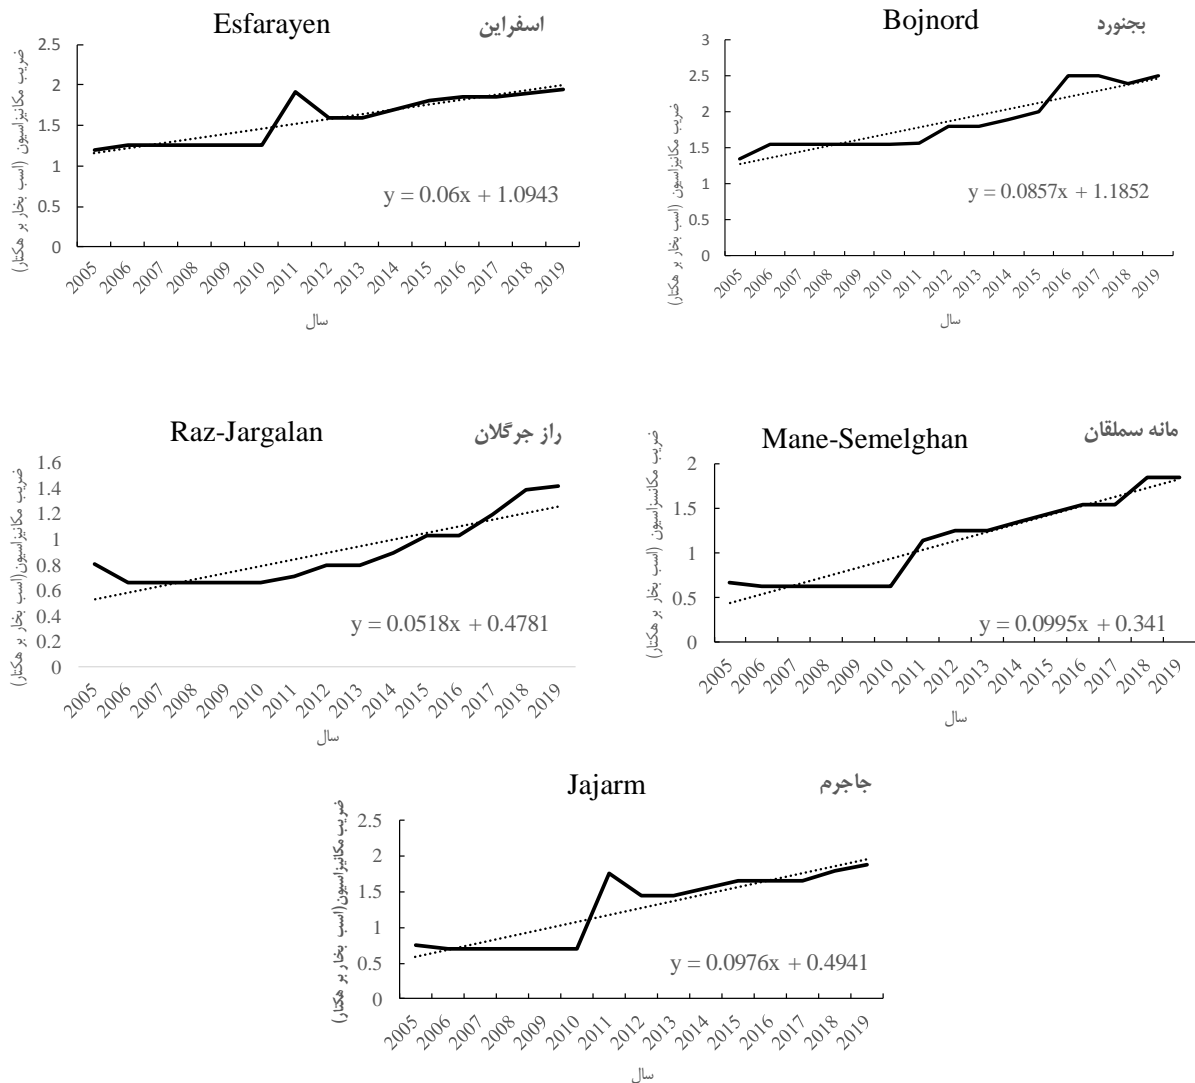 Esfarayen
اسفراین
ضریب مکانیزاسیون (اسب بخار بر هکتار)
2.5
2
1.5
1
0.5
0
y = 0.06x + 1.0943
2005 2006 2007 2008 2009 2010 2011 2012 2013 2014 2015 2016 2017 2018 2019
سال
Bojnord
بجنورد
ضریب مکانیزاسیون (اسب بخار بر هکتار)
3
2.5
2
1.5
1
0.5
0
y = 0.0857x + 1.1852
2005 2006 2007 2008 2009 2010 2011 2012 2013 2014 2015 2016 2017 2018 2019
سال
Raz-Jargalan
راز جرگلان
ضریب مکانیزاسیون(اسب بخار بر هکتار)
1.6
1.4
1.2
1
0.8
0.6
0.4
0.2
0
y = 0.0518x + 0.4781
2005 2006 2007 2008 2009 2010 2011 2012 2013 2014 2015 2016 2017 2018 2019
سال
Mane-Semelghan
مانه سملقان
ضریب مکانسزاسیون (اسب بخار بر هکتار)
2
1.5
1
0.5
0
y = 0.0995x + 0.341
2005 2006 2007 2008 2009 2010 2011 2012 2013 2014 2015 2016 2017 2018 2019
سال
Jajarm
جاجرم
ضریب مکانیزاسیون(اسب بخار بر هکتار)
2.5
2
1.5
1
0.5
0
y = 0.0976x + 0.4941
2005 2006 2007 2008 2009 2010 2011 2012 2013 2014 2015 2016 2017 2018 2019
سال